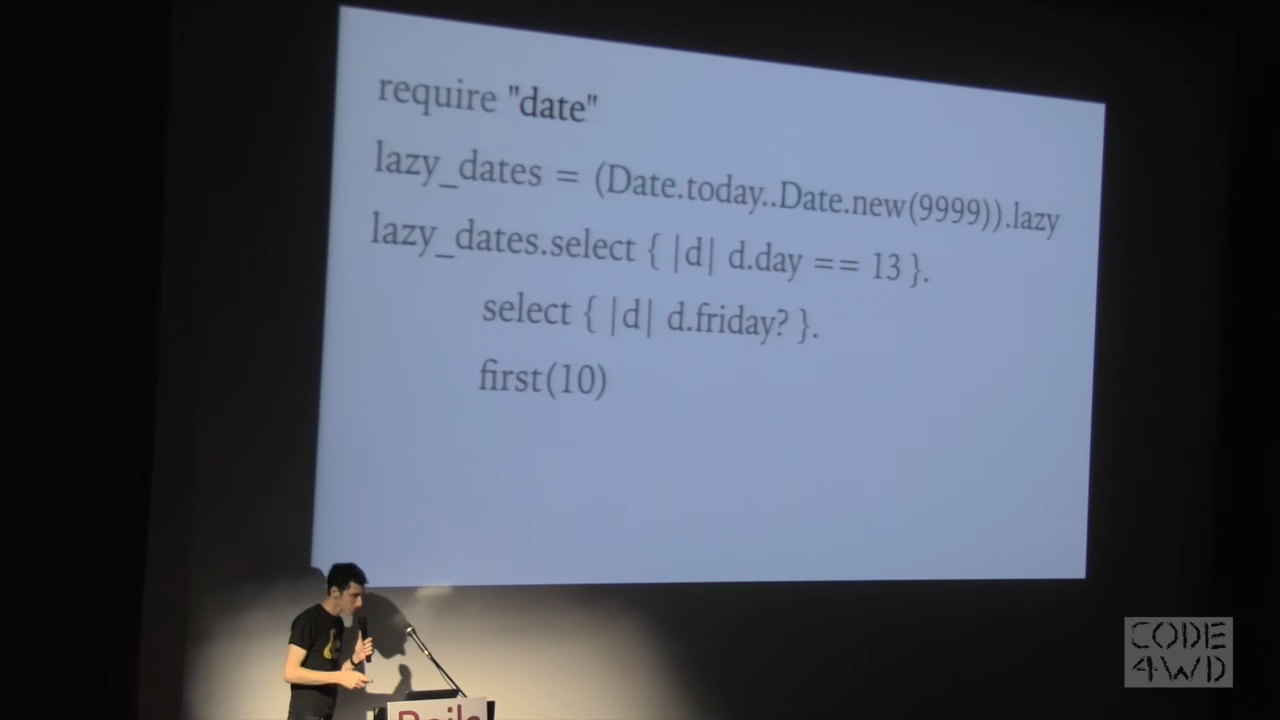 require "date"
lazy_dates = (Date.today..Date.new(9999)).lazy
lazy_dates.select { |d| d.day == 13 }.
select { |d| d.friday? }.
first(10)
Rails
CODE
4WD